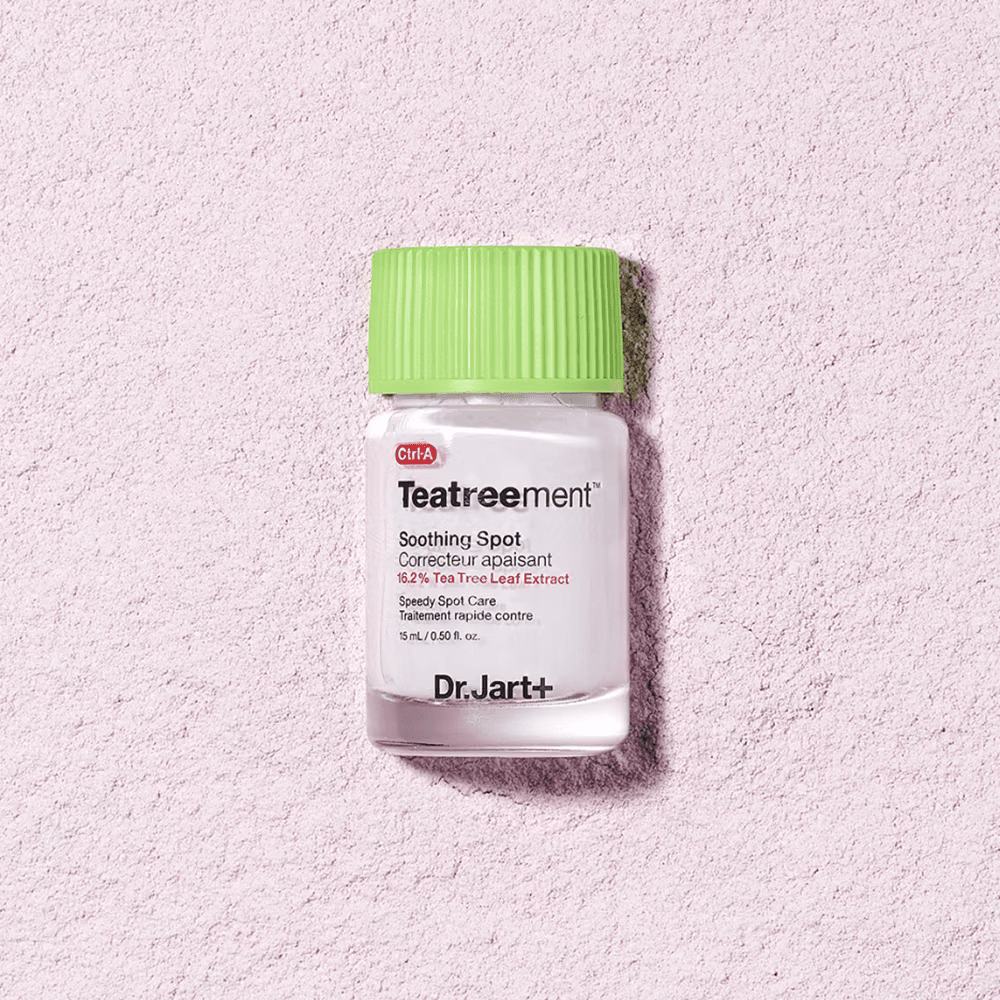 Ctrl·A
Teatreement™
Soothing Spot
Correcteur apaisant
16.2% Tea Tree Leaf Extract
Speedy Spot Care
Traitement rapide contre
15 mL / 0.50 fl. oz.
Dr.Jart+